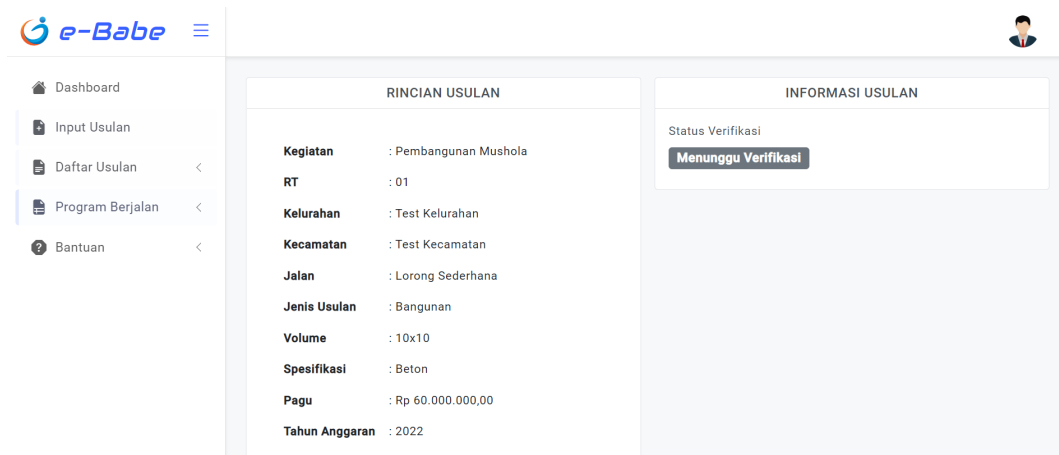 e-Babe
Dashboard
Input Usulan
Daftar Usulan
Program Berjalan
Bantuan
RINCIAN USULAN
Kegiatan : Pembangunan Mushola
RT : 01
Kelurahan : Test Kelurahan
Kecamatan : Test Kecamatan
Jalan : Lorong Sederhana
Jenis Usulan : Bangunan
Volume : 10x10
Spesifikasi : Beton
Pagu : Rp 60.000.000,00
Tahun Anggaran : 2022
INFORMASI USULAN
Status Verifikasi
Menunggu Verifikasi